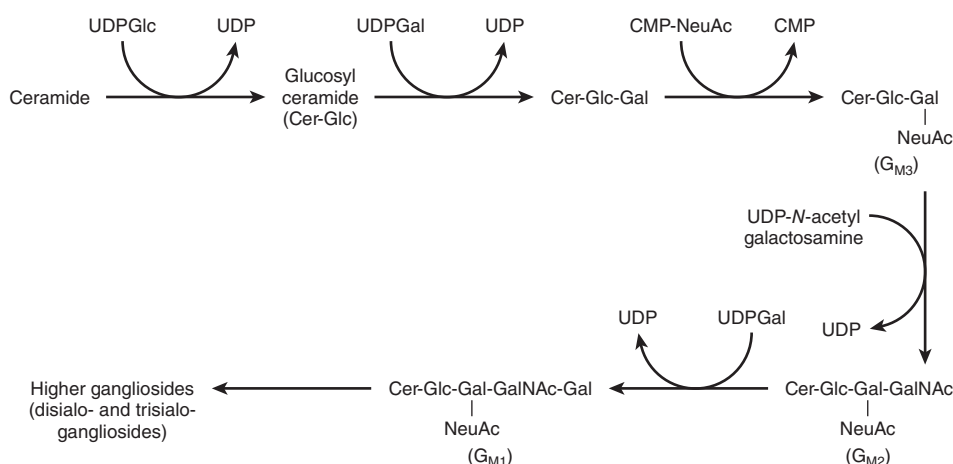 UDPGlc
UDP
UDPGal
UDP
CMP-NeuAc
CMP
Ceramide
Glucosyl
ceramide
(Cer-Glc)
Cer-Glc-Gal
Cer-Glc-Gal
NeuAc
(GM3)
UDP-N-acetyl
galactosamine
UDP
UDP
UDPGal
Higher gangliosides
(disialo- and trisialo-
gangliosides)
Cer-Glc-Gal-GalNAc-Gal
NeuAc
(GM1)
Cer-Glc-Gal-GalNAc
NeuAc
(GM2)